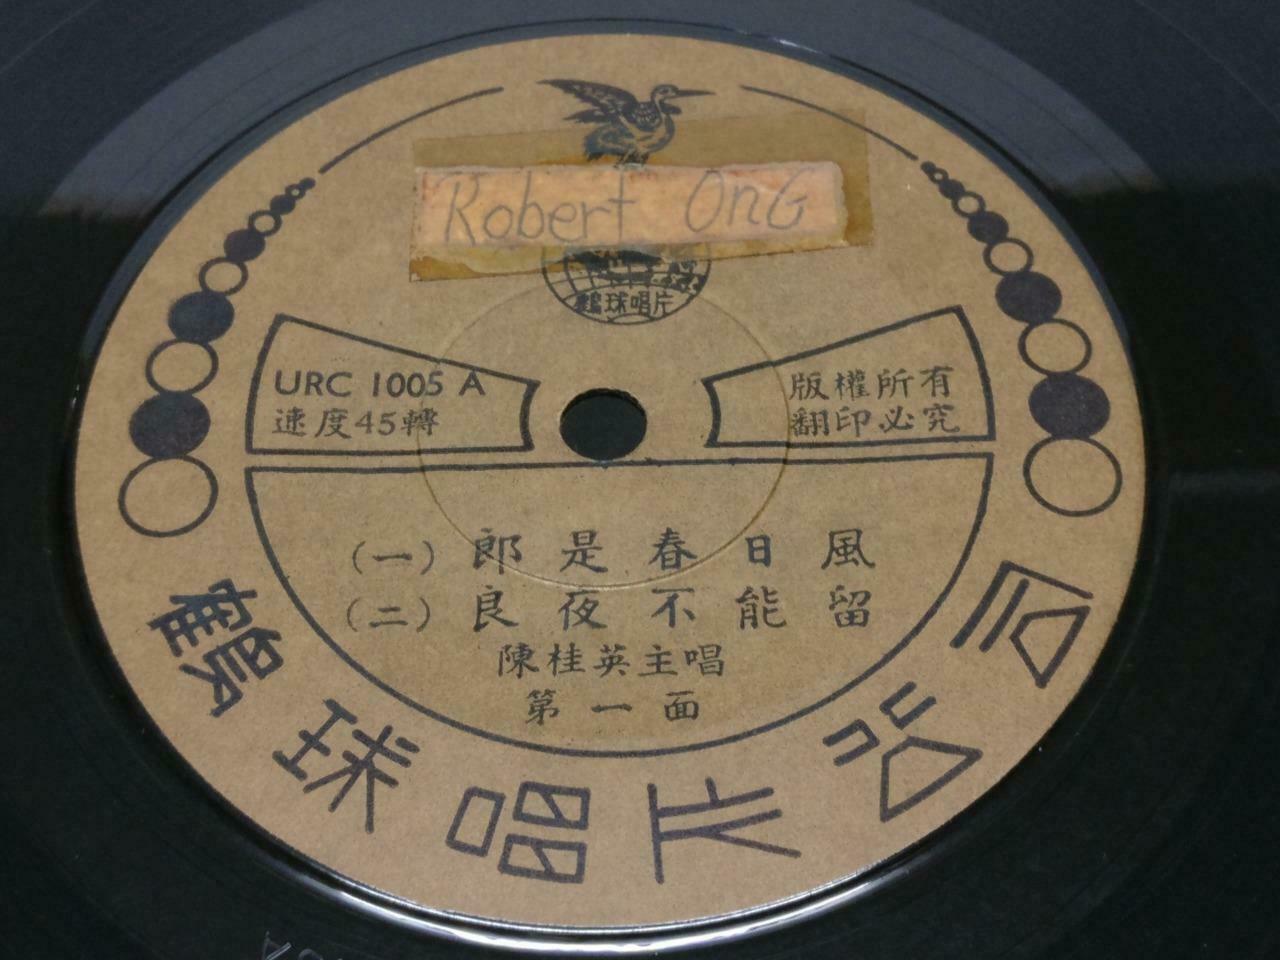 Robert OnG
鶴球唱片
URC 1005 A
速度45轉
版權所有
翻印必究
(一) 郎是春日風
(二) 良夜不能留
陳桂英主唱
第一面
鶴球唱片公司